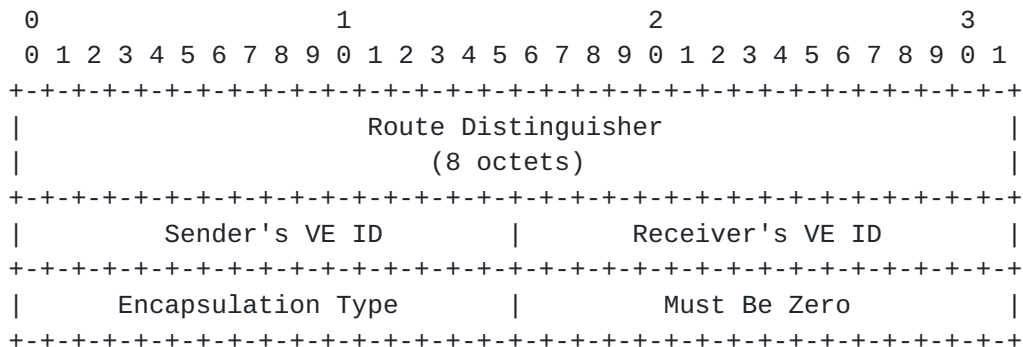 0                   1                   2                   3
 0 1 2 3 4 5 6 7 8 9 0 1 2 3 4 5 6 7 8 9 0 1 2 3 4 5 6 7 8 9 0 1
+-+-+-+-+-+-+-+-+-+-+-+-+-+-+-+-+-+-+-+-+-+-+-+-+-+-+-+-+-+-+-+-+
|                      Route Distinguisher                      |
|                          (8 octets)                           |
+-+-+-+-+-+-+-+-+-+-+-+-+-+-+-+-+-+-+-+-+-+-+-+-+-+-+-+-+-+-+-+-+
|         Sender's VE ID        |       Receiver's VE ID        |
+-+-+-+-+-+-+-+-+-+-+-+-+-+-+-+-+-+-+-+-+-+-+-+-+-+-+-+-+-+-+-+-+
|      Encapsulation Type       |         Must Be Zero          |
+-+-+-+-+-+-+-+-+-+-+-+-+-+-+-+-+-+-+-+-+-+-+-+-+-+-+-+-+-+-+-+-+